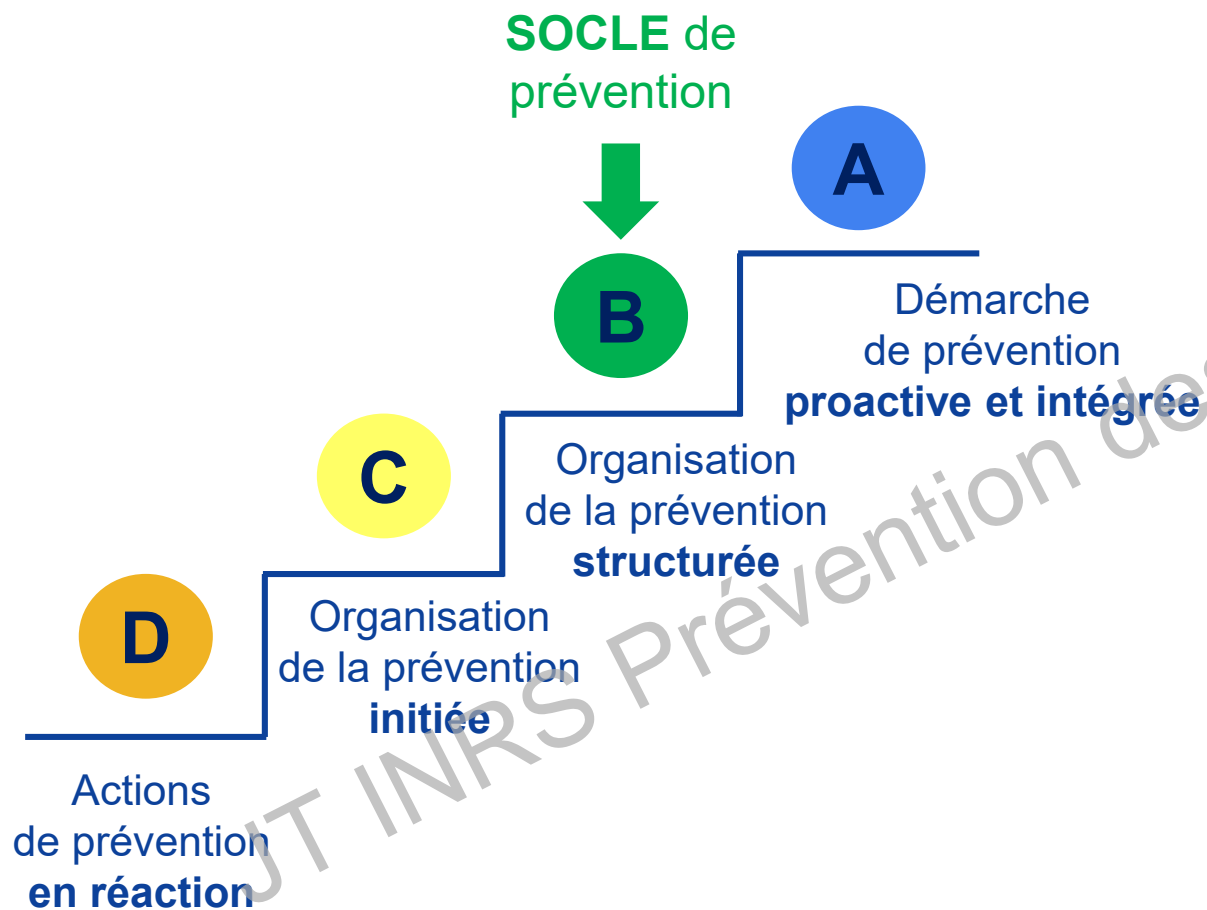 SOCLE de
prévention
A
Démarche
de prévention
proactive et intégrée
B
Organisation
de la prévention
structurée
C
Organisation
de la prévention
initiée
D
Actions
de prévention
en réaction
JT INRS Prévention des